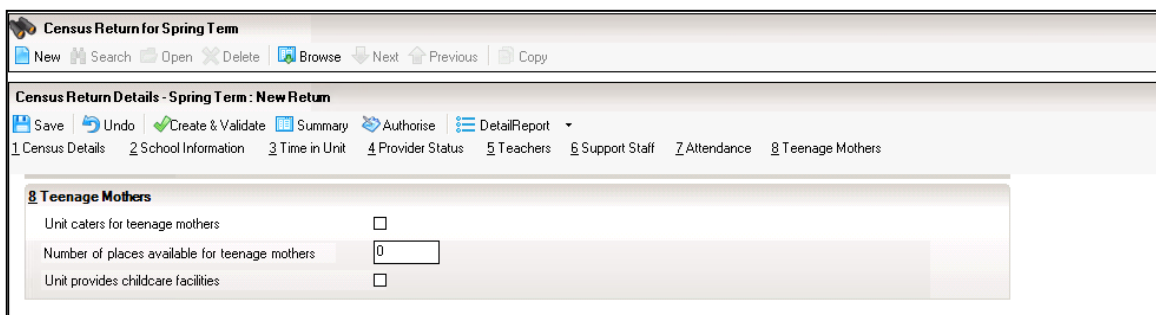 Census Return for Spring Term
New Search Open Delete Browse Next Previous Copy
Census Return Details - Spring Term : New Return
Save Undo Create & Validate Summary Authorise DetailReport
1 Census Details 2 School Information 3 Time in Unit 4 Provider Status 5 Teachers 6 Support Staff 7 Attendance 8 Teenage Mothers
8 Teenage Mothers
Unit caters for teenage mothers
Number of places available for teenage mothers 0
Unit provides childcare facilities